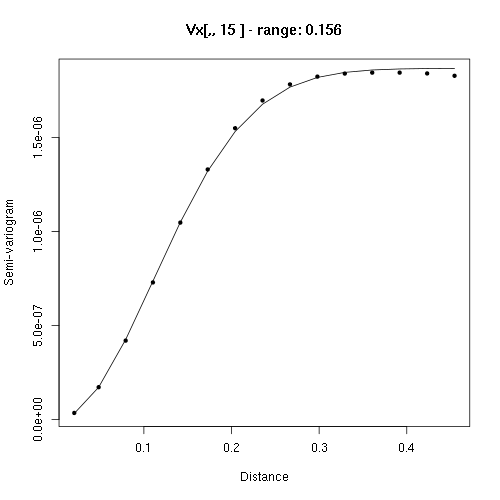 Vx[,, 15 ] - range: 0.156
Semi-variogram
0.0e+00
5.0e-07
1.0e-06
1.5e-06
0.1
0.2
0.3
0.4
Distance